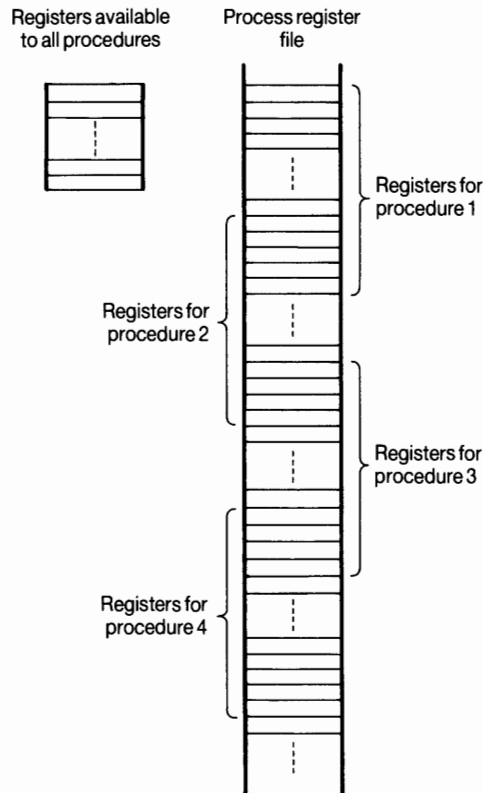 Registers available
to all procedures
Process register
file
Registers for
procedure 1
Registers for
procedure 2
Registers for
procedure 3
Registers for
procedure 4